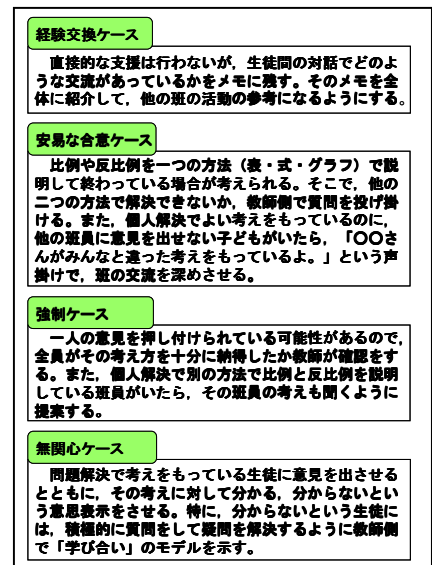 経験交換ケース
直接的な支援は行わないが，生徒間の対話でどのよ
うな交流があっているかをメモに残す。そのメモを全
体に紹介して，他の班の活動の参考になるようにする。
安易な合意ケース
比例や反比例を一つの方法（表・式・グラフ）で説
明して終わっている場合が考えられる。そこで，他の
二つの方法で解決できないか，教師側で質問を投げ掛
ける。また，個人解決でよい考えをもっているのに，
他の班員に意見を出せない子どもがいたら，「〇〇さ
んがみんなと違った考えをもっているよ。」という声
掛けで，班の交流を深めさせる。
強制ケース
一人の意見を押し付けられている可能性があるので，
全員がその考え方を十分に納得したか教師が確認をす
る。また，個人解決で別の方法で比例と反比例を説明
している班員がいたら，その班員の考えも聞くように
提案する。
無関心ケース
問題解決で考えをもっている生徒に意見を出させる
とともに，その考えに対して分かる，分からないとい
う意思表示をさせる。特に，分からないという生徒に
は，積極的に質問をして疑問を解決するように教師側
で「学び合い」のモデルを示す。